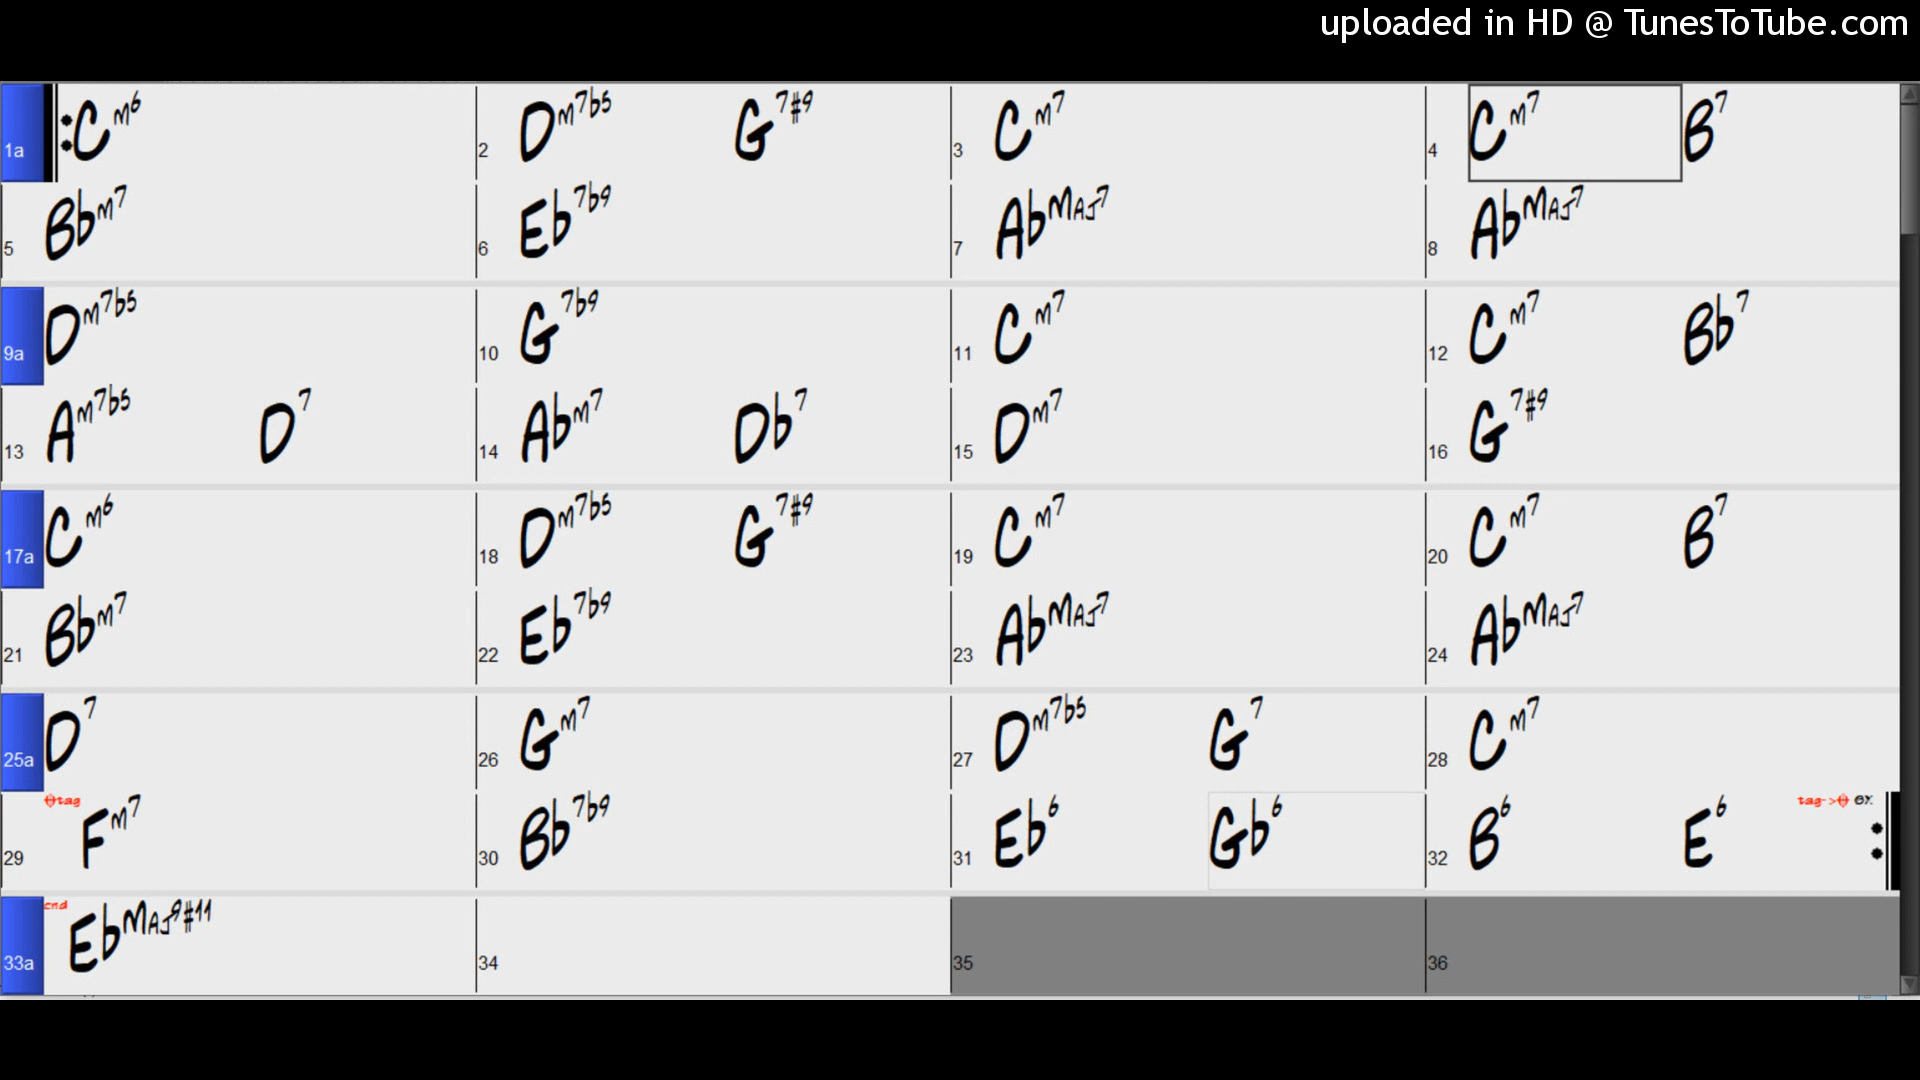 uploaded in HD @ TunesToTube.com
1a :Cm6 2 Dm7b5 G7#9 3 Cm7 4 Cm7 B7
5 Bbm7 6 Eb7b9 7 AbMAJ7 8 AbMAJ7
9a Dm7b5 10 G7b9 11 Cm7 12 Cm7 Bb7
13 Am7b5 D7 14 Abm7 Db7 15 Dm7 16 G7#9
17a Cm6 18 Dm7b5 G7#9 19 Cm7 20 Cm7 B7
21 Bbm7 22 Eb7b9 23 AbMAJ7 24 AbMAJ7
25a D7 26 Gm7 27 Dm7b5 G7 28 Cm7
tag tag->
29 Fm7 30 Bb7b9 31 Eb6 Gb6 32 B6 E6 :
end
33a EbMAJ9#11 34 35 36